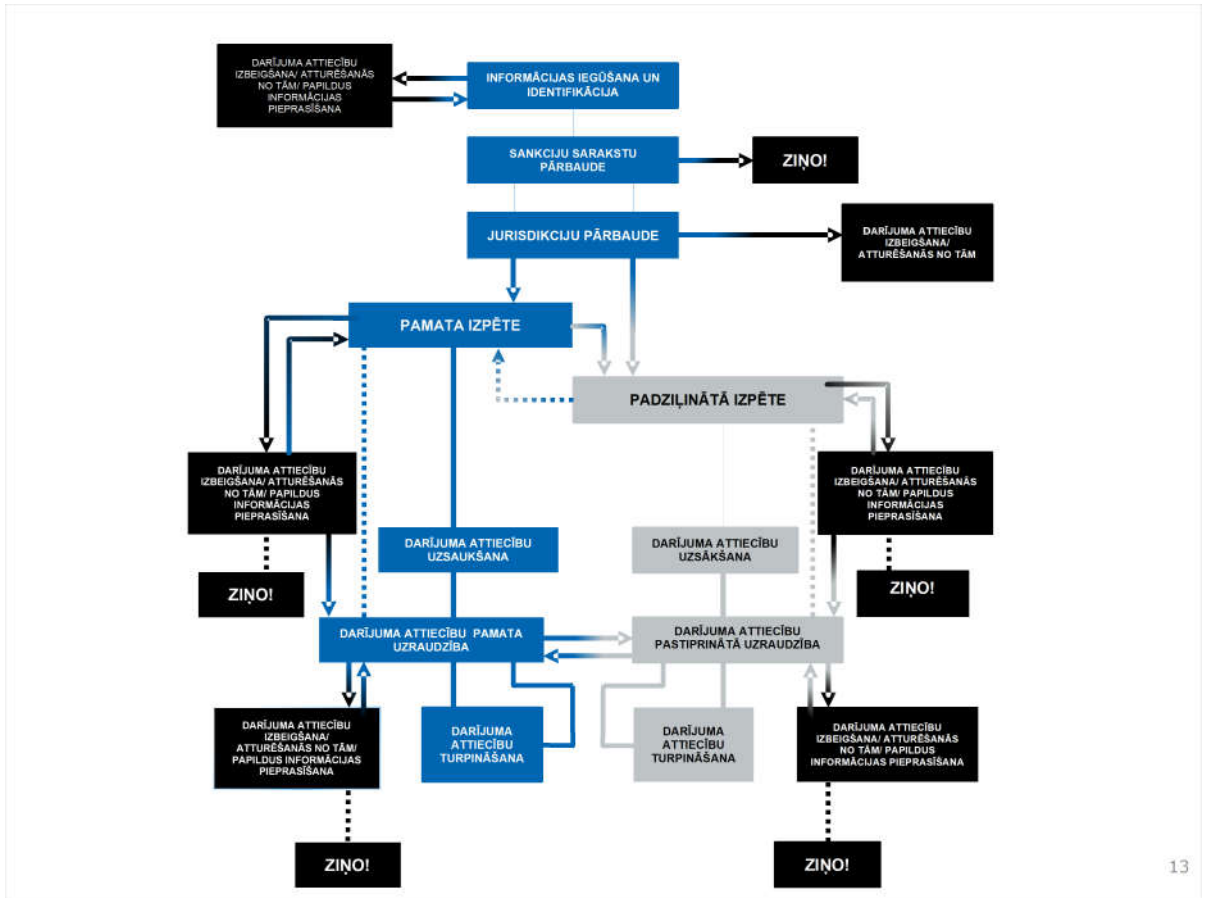 DARĪJUMA ATTIECĪBU
IZBEIGŠANA/ ATTURĒŠANĀS
NO TĀM/ PAPILDUS
INFORMĀCIJAS
PIEPRASĪŠANA
INFORMĀCIJAS IEGŪŠANA UN
IDENTIFIKĀCIJA
SANKCIJU SARAKSTU
PĀRBAUDE
ZIŅO!
JURISDIKCIJU PĀRBAUDE
DARĪJUMA ATTIECĪBU
IZBEIGŠANA/
ATTURĒŠANĀS NO TĀM
PAMATA IZPĒTE
PADZIĻINĀTĀ IZPĒTE
DARĪJUMA ATTIECĪBU
IZBEIGŠANA/ ATTURĒŠANĀS
NO TĀM/ PAPILDUS
INFORMĀCIJAS
PIEPRASĪŠANA
DARĪJUMA ATTIECĪBU
IZBEIGŠANA/ ATTURĒŠANĀS
NO TĀM/ PAPILDUS
INFORMĀCIJAS
PIEPRASĪŠANA
DARĪJUMA ATTIECĪBU
UZSAUKŠANA
DARĪJUMA ATTIECĪBU
UZSĀKŠANA
ZIŅO!
ZIŅO!
DARĪJUMA ATTIECĪBU PAMATA
UZRAUDZĪBA
DARĪJUMA ATTIECĪBU
PASTIPRINĀTĀ UZRAUDZĪBA
DARĪJUMA ATTIECĪBU
IZBEIGŠANA/
ATTURĒŠANĀS NO TĀM/
PAPILDUS INFORMĀCIJAS
PIEPRASĪŠANA
DARĪJUMA
ATTIECĪBU
TURPINĀŠANA
DARĪJUMA
ATTIECĪBU
TURPINĀŠANA
DARĪJUMA ATTIECĪBU
IZBEIGŠANA/ ATTURĒŠANĀS
NO TĀM/ PAPILDUS
INFORMĀCIJAS PIEPRASĪŠANA
ZIŅO!
ZIŅO!
13